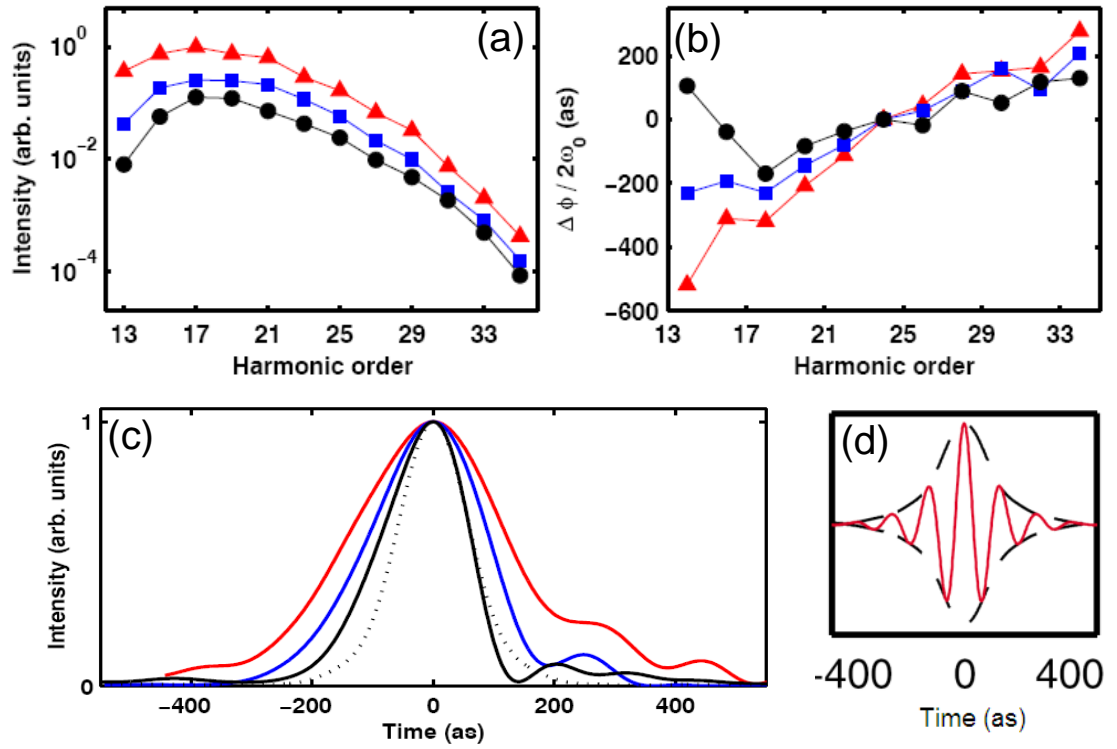 (a)
Intensity (arb. units)
10^0
10^-2
10^-4
13 17 21 25 29 33
Harmonic order
(b)
Δ ϕ / 2ω_0 (as)
200
0
−200
−400
−600
13 17 21 25 29 33
Harmonic order
(c)
Intensity (arb. units)
1
0
−400 −200 0 200 400
Time (as)
(d)
-400 0 400
Time (as)